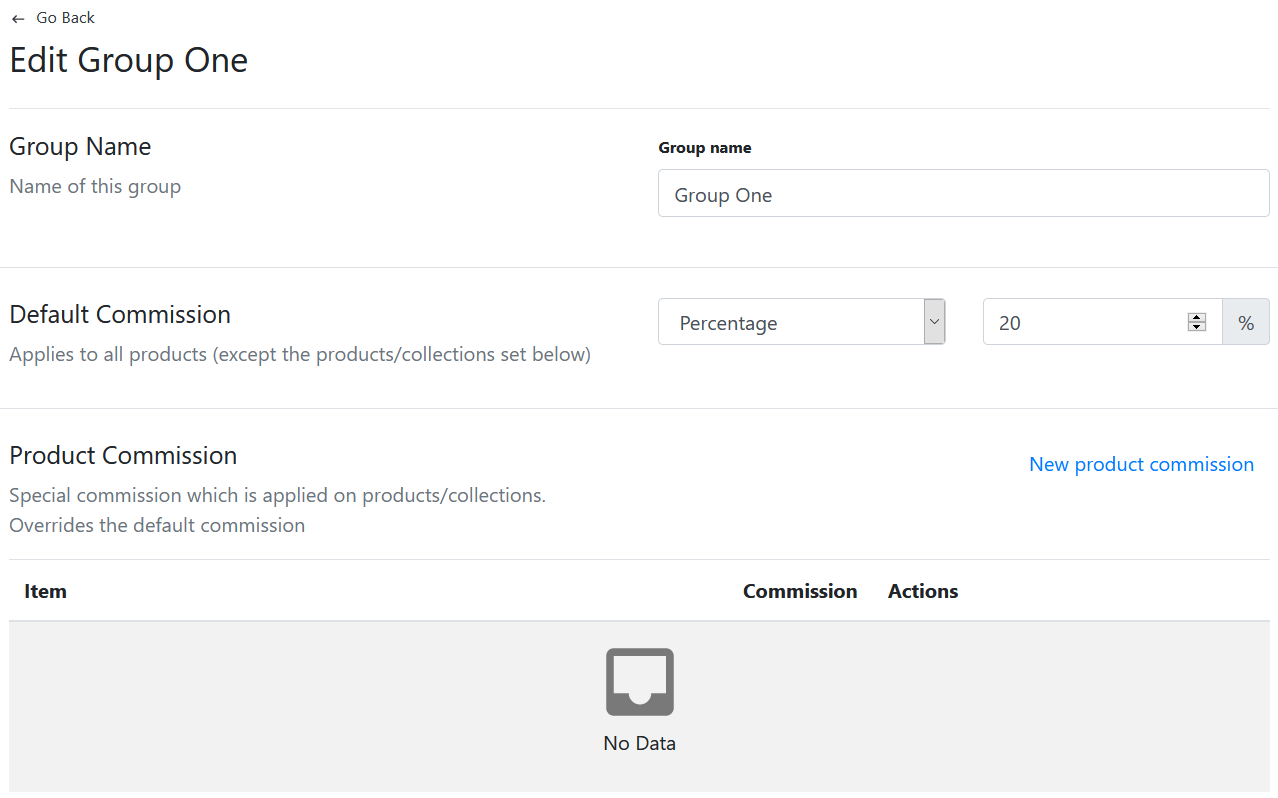 Go Back
Edit Group One
Group Name
Group name
Name of this group
Group One
Default Commission
Percentage
20
%
Applies to all products (except the products/collections set below)
Product Commission
New product commission
Special commission which is applied on products/collections.
Overrides the default commission
Item Commission Actions
No Data